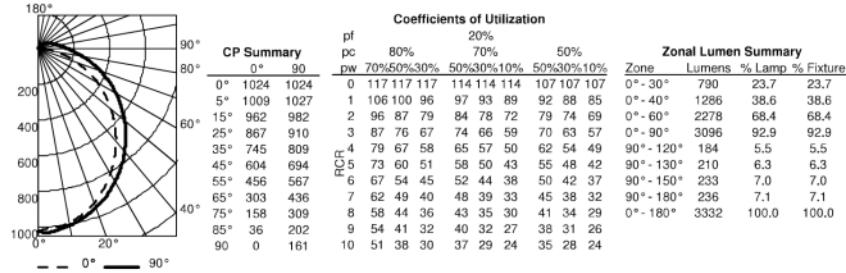 180°
90°
80°
60°
40°
200
400
600
800
1000
0° 20°
0° 90°
CP Summary
0° 90
0° 1024 1024
5° 1009 1027
15° 962 982
25° 867 910
35° 745 809
45° 604 694
55° 456 567
65° 303 436
75° 158 309
85° 36 202
90 0 161
Coefficients of Utilization
pf 20%
pc 80% 70% 50%
pw 70%50%30% 50%30%10% 50%30%10%
RCR
0 117 117 117 114 114 114 107 107 107
1 106 100 96 97 93 89 92 88 85
2 96 87 79 84 78 72 79 74 69
3 87 76 67 74 66 59 70 63 57
4 79 67 58 65 57 50 62 54 49
5 73 60 51 58 50 43 55 48 42
6 67 54 45 52 44 38 50 42 37
7 62 49 40 48 39 33 45 38 32
8 58 44 36 43 35 30 41 34 29
9 54 41 32 40 32 27 38 31 26
10 51 38 30 37 29 24 35 28 24
Zonal Lumen Summary
Zone Lumens % Lamp % Fixture
0°-30° 790 23.7 23.7
0°-40° 1286 38.6 38.6
0°-60° 2278 68.4 68.4
0°-90° 3096 92.9 92.9
90°-120° 184 5.5 5.5
90°-130° 210 6.3 6.3
90°-150° 233 7.0 7.0
90°-180° 236 7.1 7.1
0°-180° 3332 100.0 100.0